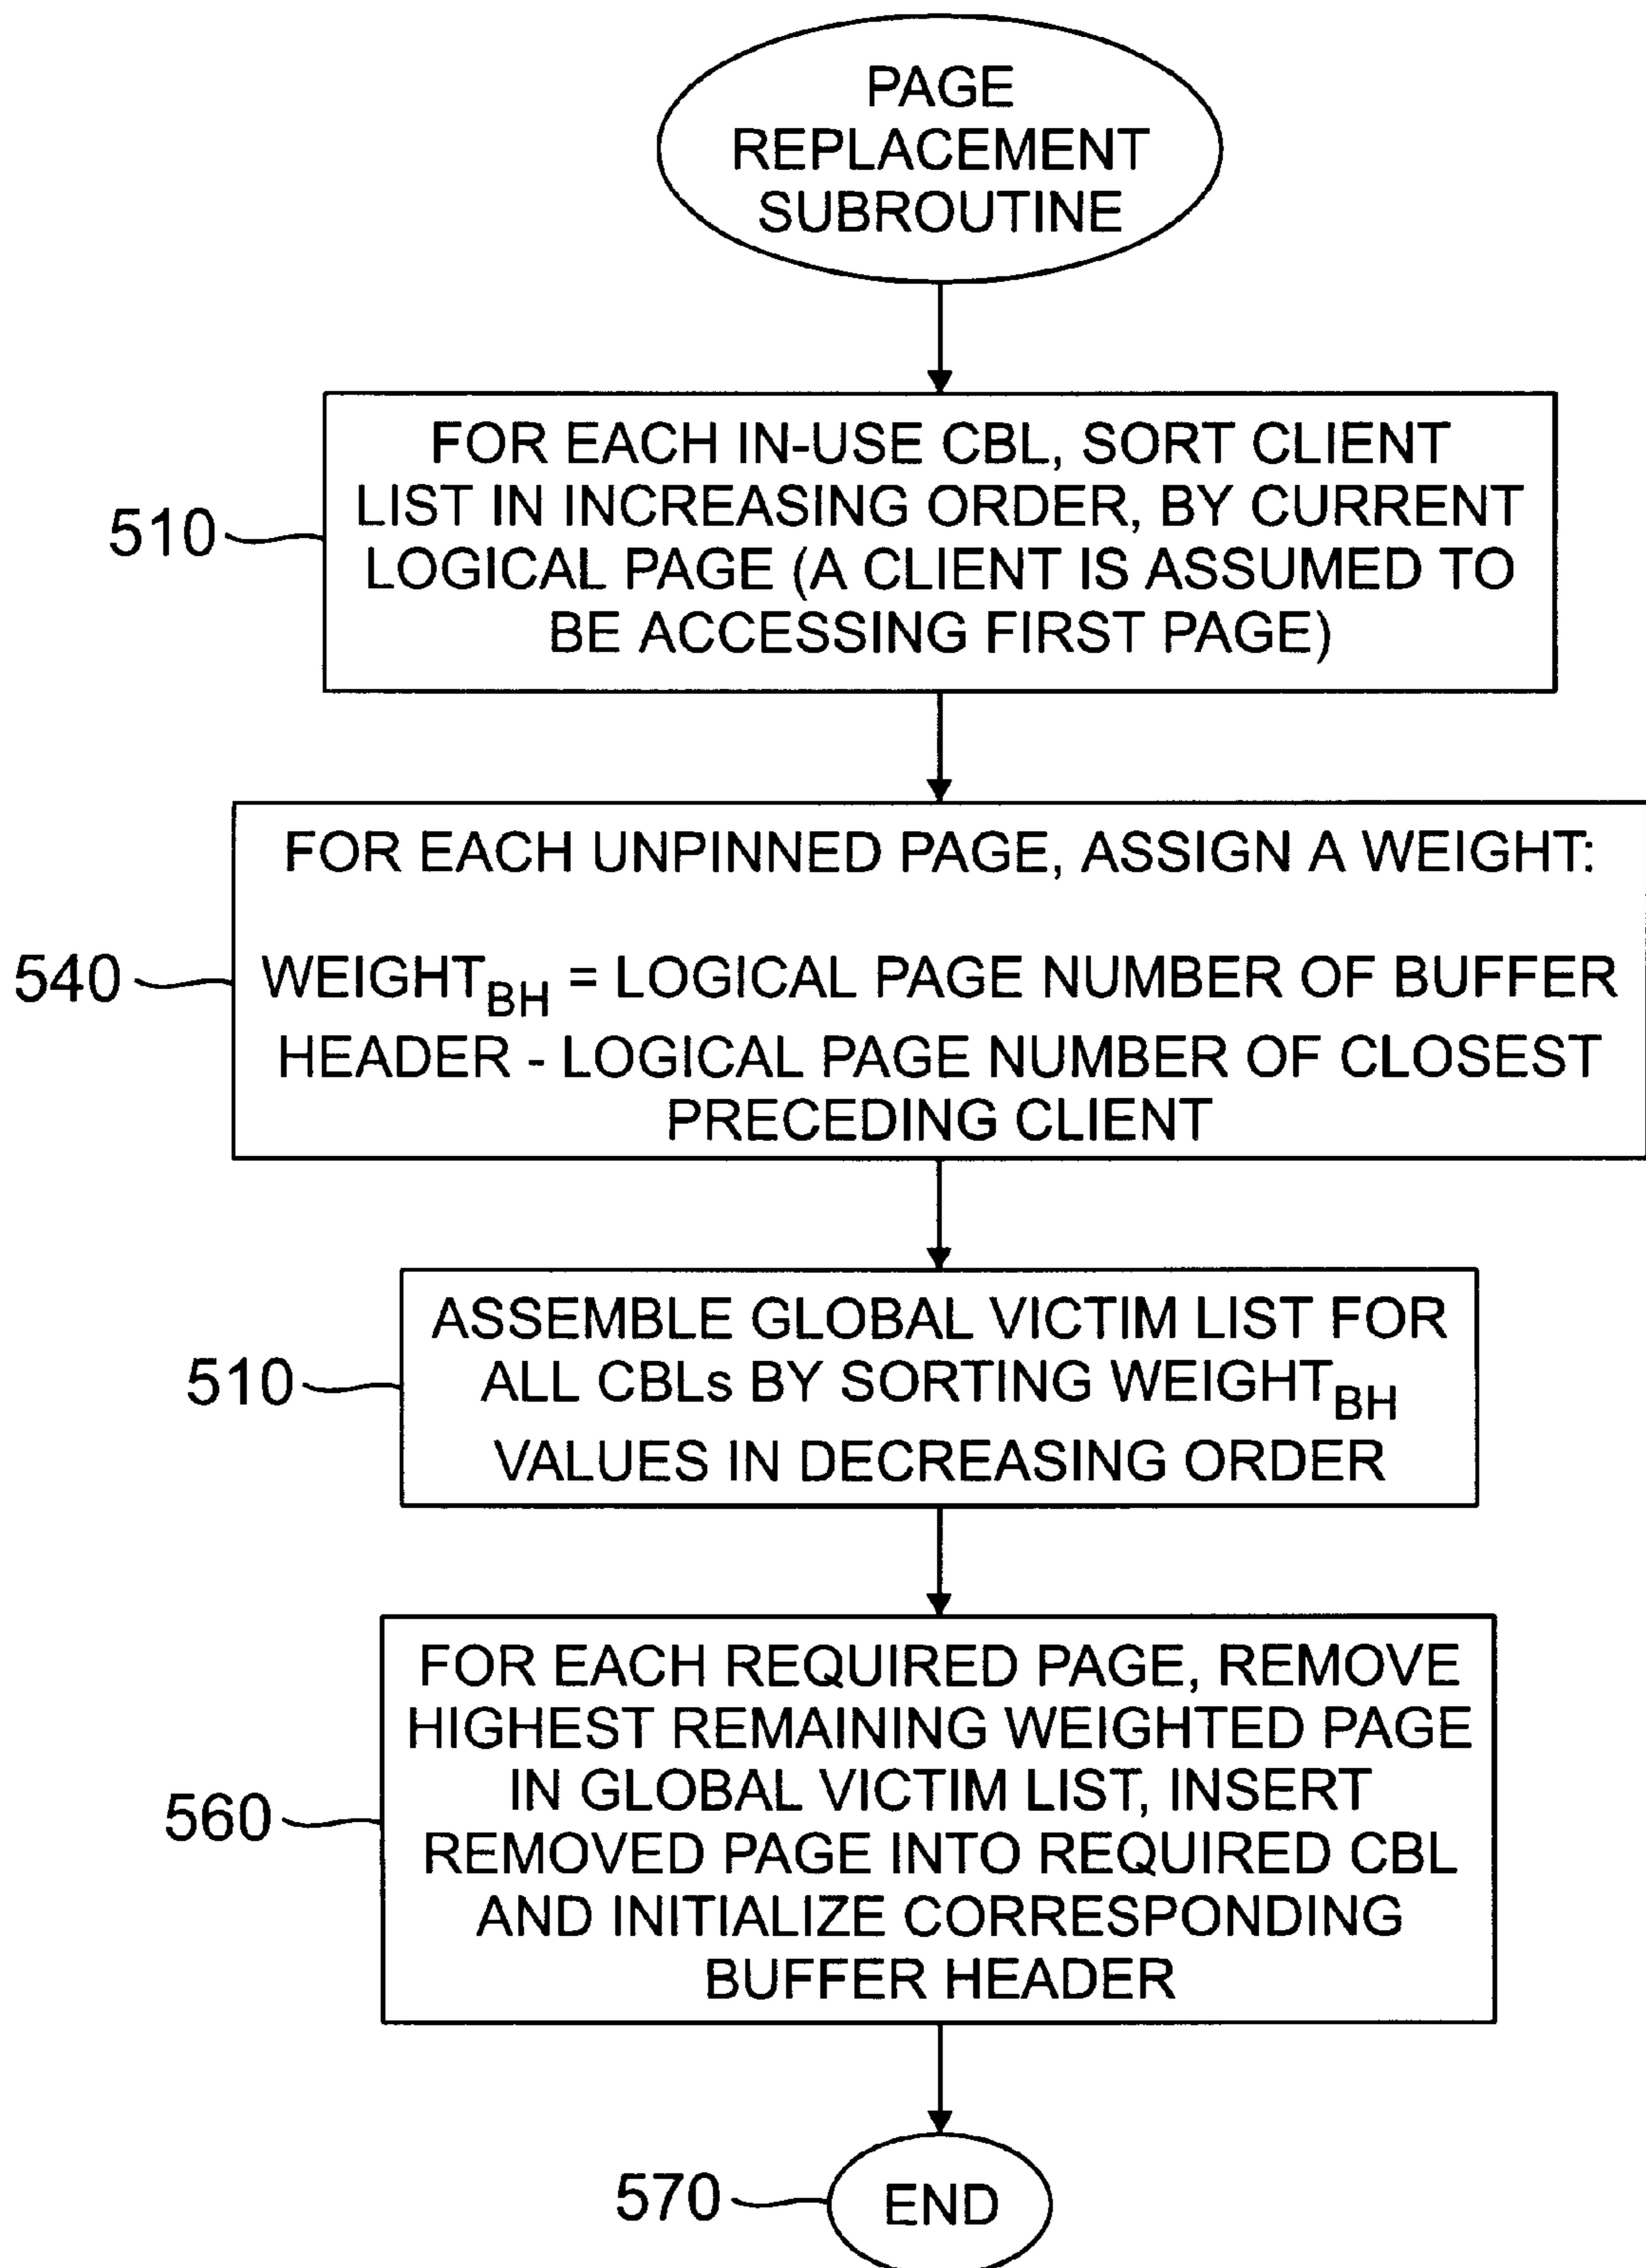 PAGE
REPLACEMENT
SUBROUTINE
510
FOR EACH IN-USE CBL, SORT CLIENT
LIST IN INCREASING ORDER, BY CURRENT
LOGICAL PAGE (A CLIENT IS ASSUMED TO
BE ACCESSING FIRST PAGE)
540
FOR EACH UNPINNED PAGE, ASSIGN A WEIGHT:
WEIGHT_BH = LOGICAL PAGE NUMBER OF BUFFER
HEADER - LOGICAL PAGE NUMBER OF CLOSEST
PRECEDING CLIENT
510
ASSEMBLE GLOBAL VICTIM LIST FOR
ALL CBLs BY SORTING WEIGHT_BH
VALUES IN DECREASING ORDER
560
FOR EACH REQUIRED PAGE, REMOVE
HIGHEST REMAINING WEIGHTED PAGE
IN GLOBAL VICTIM LIST, INSERT
REMOVED PAGE INTO REQUIRED CBL
AND INITIALIZE CORRESPONDING
BUFFER HEADER
570
END